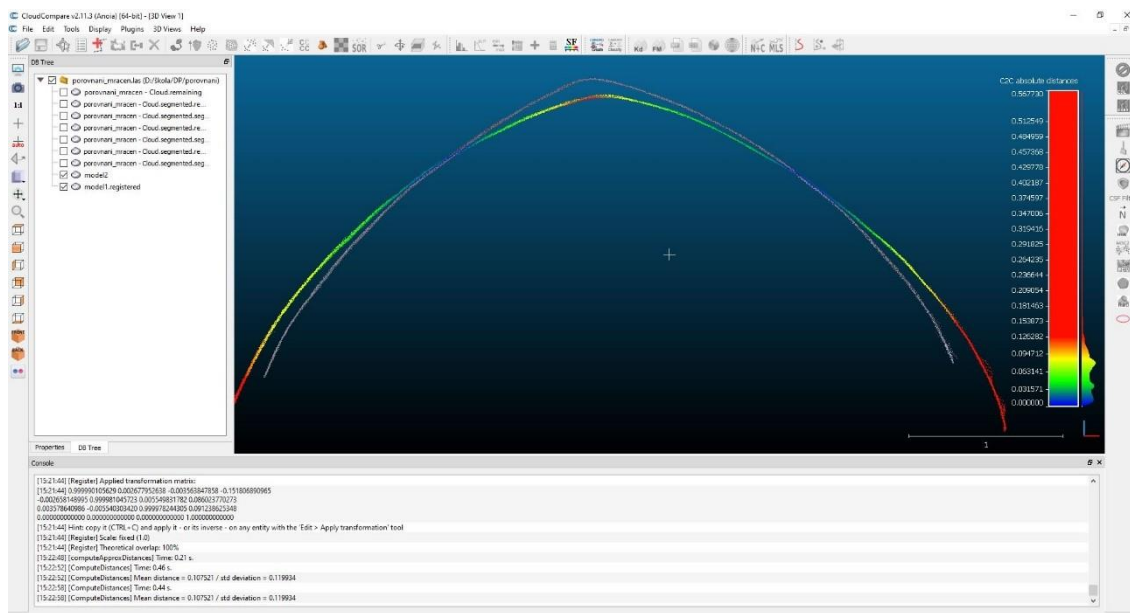 CloudCompare v2.11.3 (Anoia) [64-bit] - [3D View 1]
File Edit Tools Display Plugins 3D Views Help
SOR
SF
Kd
FM
N+C
MLS
DB Tree
porovnani_mracen.las (D:/škola/DP/porovnani)
porovnani_mracen - Cloud.remaining
porovnani_mracen - Cloud.segmented.re...
porovnani_mracen - Cloud.segmented.seg...
porovnani_mracen - Cloud.segmented.re...
porovnani_mracen - Cloud.segmented.seg...
porovnani_mracen - Cloud.segmented.re...
porovnani_mracen - Cloud.segmented.seg...
model2
model1.registered
1:1
AUTO
FRONT
BACK
Properties
DB Tree
C2C absolute distances
0.567730
0.512549
0.484959
0.457368
0.429778
0.402187
0.374597
0.347006
0.319416
0.291825
0.264235
0.236644
0.209054
0.181463
0.153873
0.126282
0.094712
0.063141
0.031571
0.000000
1
N
Console
[15:21:44] [Register] Applied transformation matrix:
[15:21:44] 0.999990105629 0.002677952638 -0.003563847858 -0.151806890965
-0.002658148995 0.999981045723 0.005549831782 0.086023770273
0.003578640986 -0.005540303420 0.999978244305 0.091238625348
0.000000000000 0.000000000000 0.000000000000 1.000000000000
[15:21:44] Hint: copy it (CTRL+C) and apply it - or its inverse - on any entity with the 'Edit > Apply transformation' tool
[15:21:44] [Register] Scale: fixed (1.0)
[15:21:44] [Register] Theoretical overlap: 100%
[15:22:48] [computeApproxDistances] Time: 0.21 s.
[15:22:52] [ComputeDistances] Time: 0.46 s.
[15:22:52] [ComputeDistances] Mean distance = 0.107521 / std deviation = 0.119934
[15:22:58] [ComputeDistances] Time: 0.44 s.
[15:22:58] [ComputeDistances] Mean distance = 0.107521 / std deviation = 0.119934